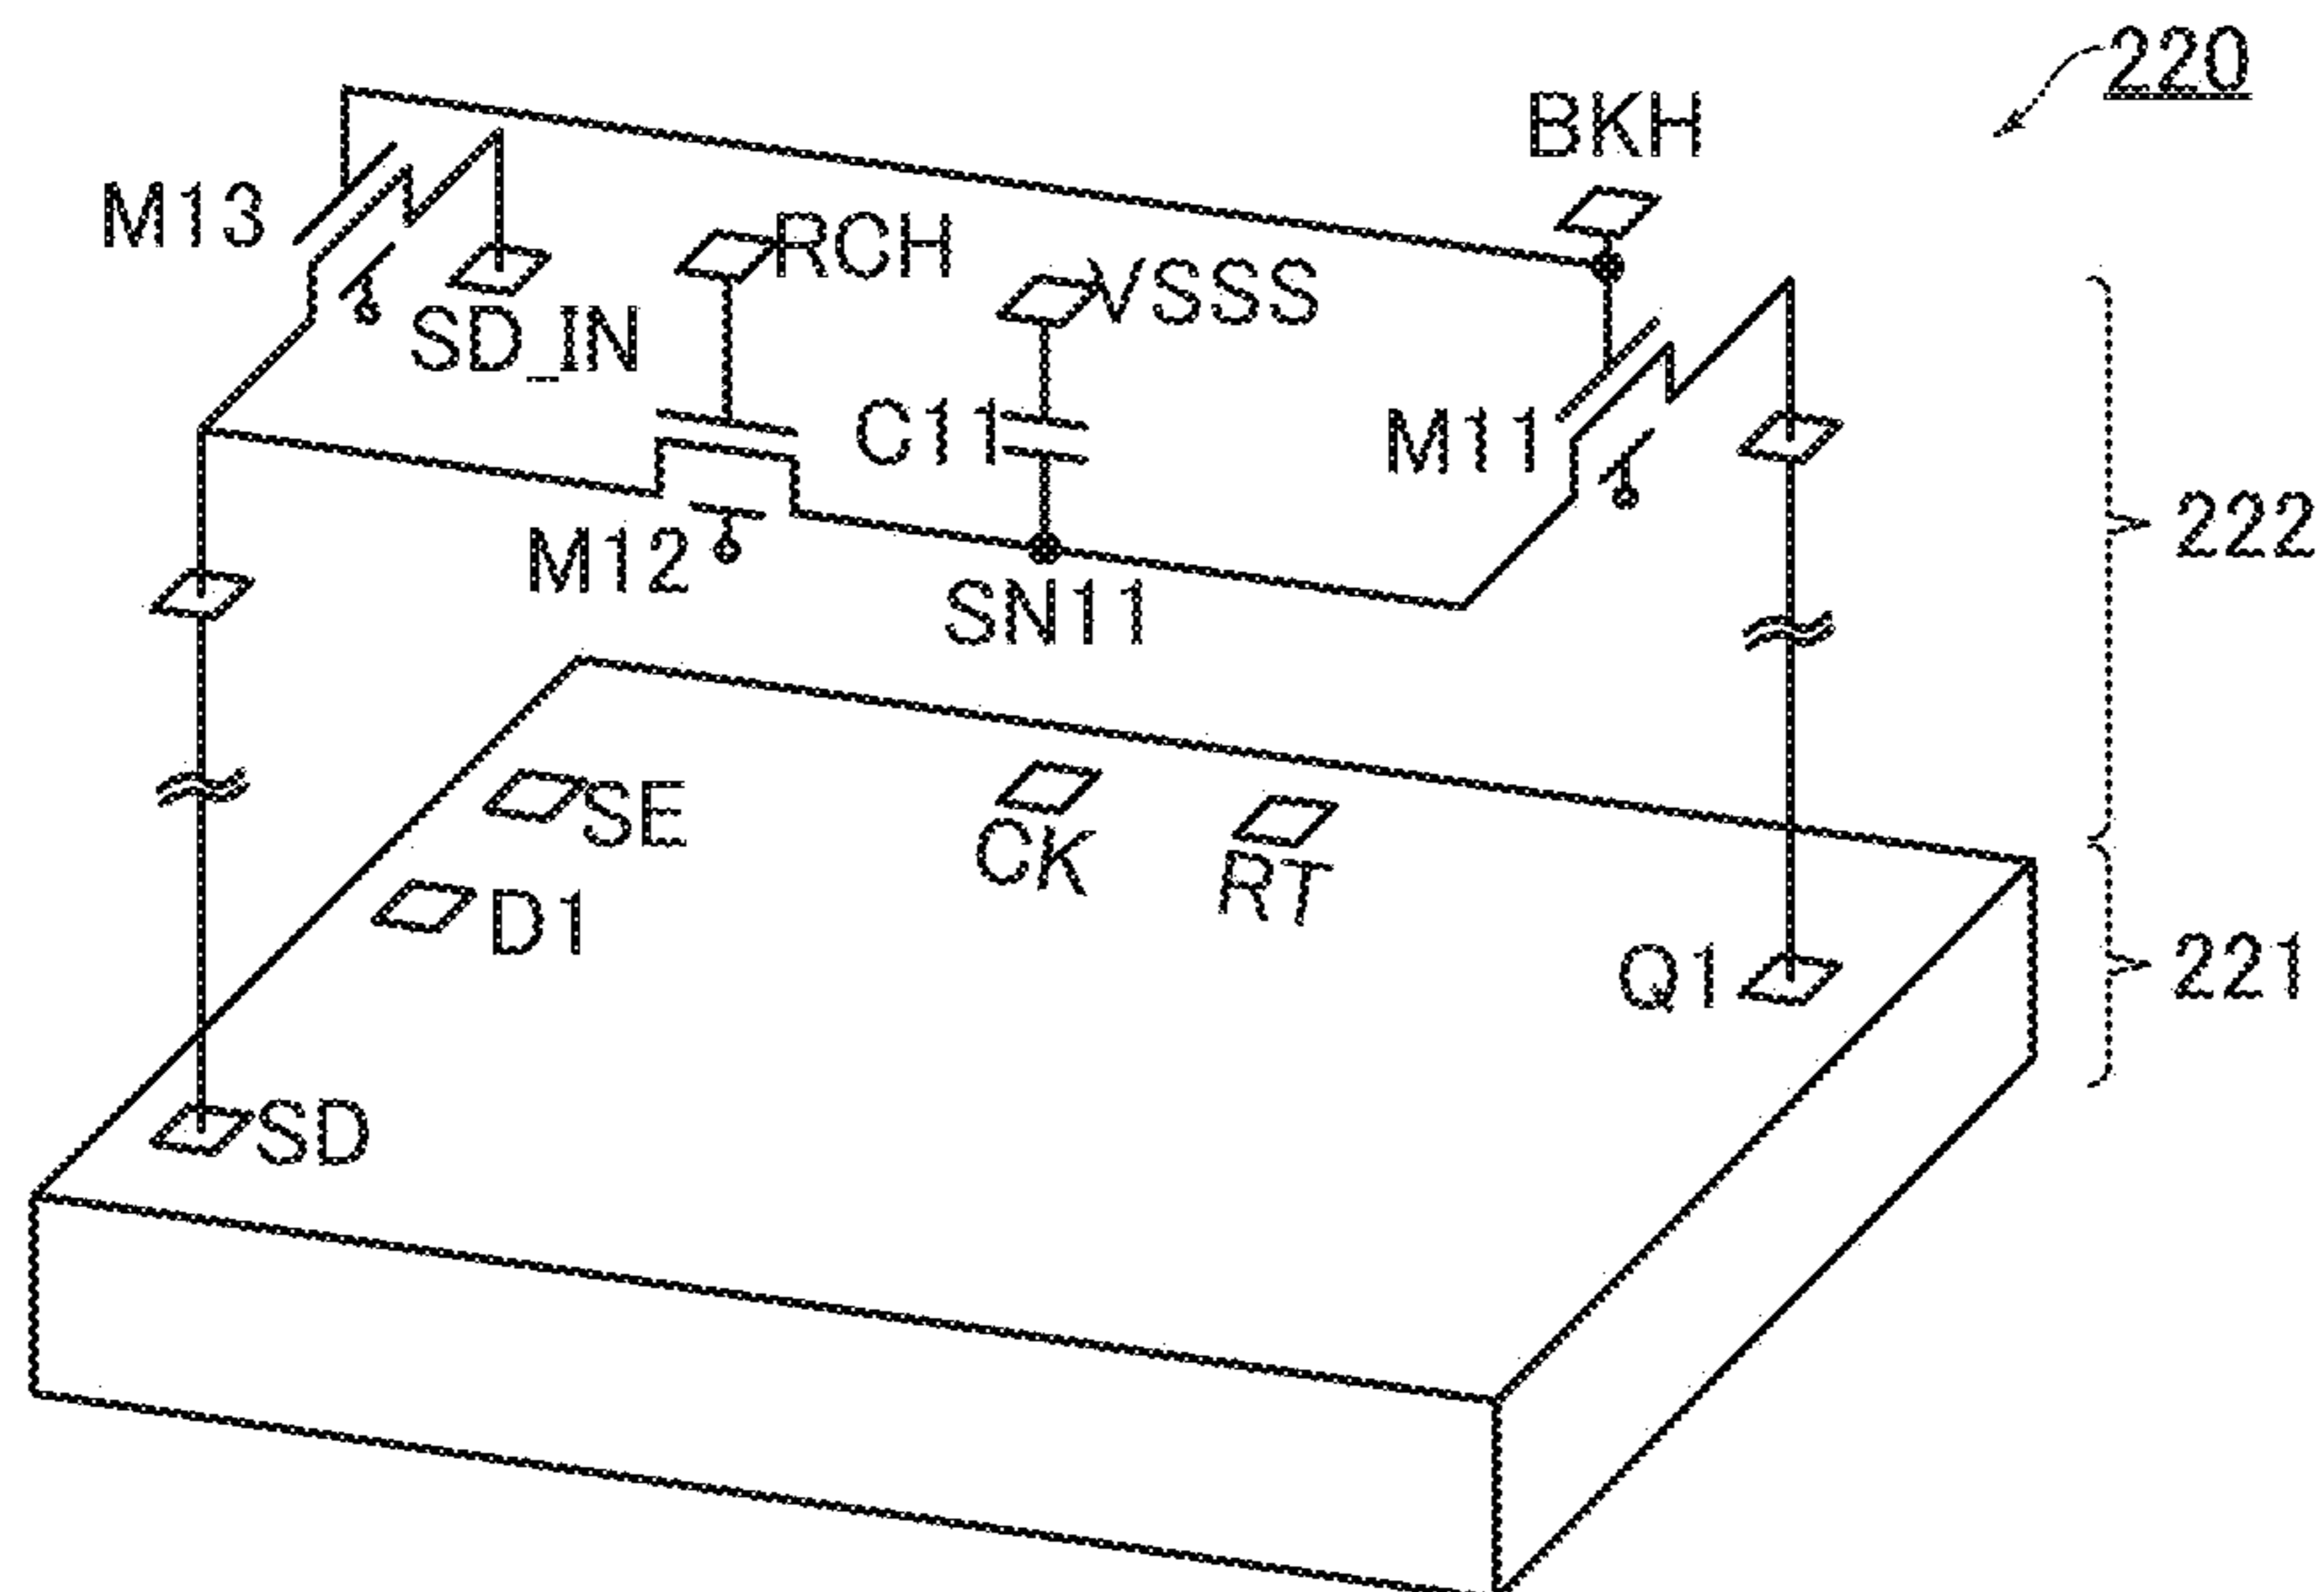 220
BKH
M13
RCH
VSSS
SD_IN
C11
M11
222
M12
SN11
SE
CK
RT
D1
Q1
221
SD